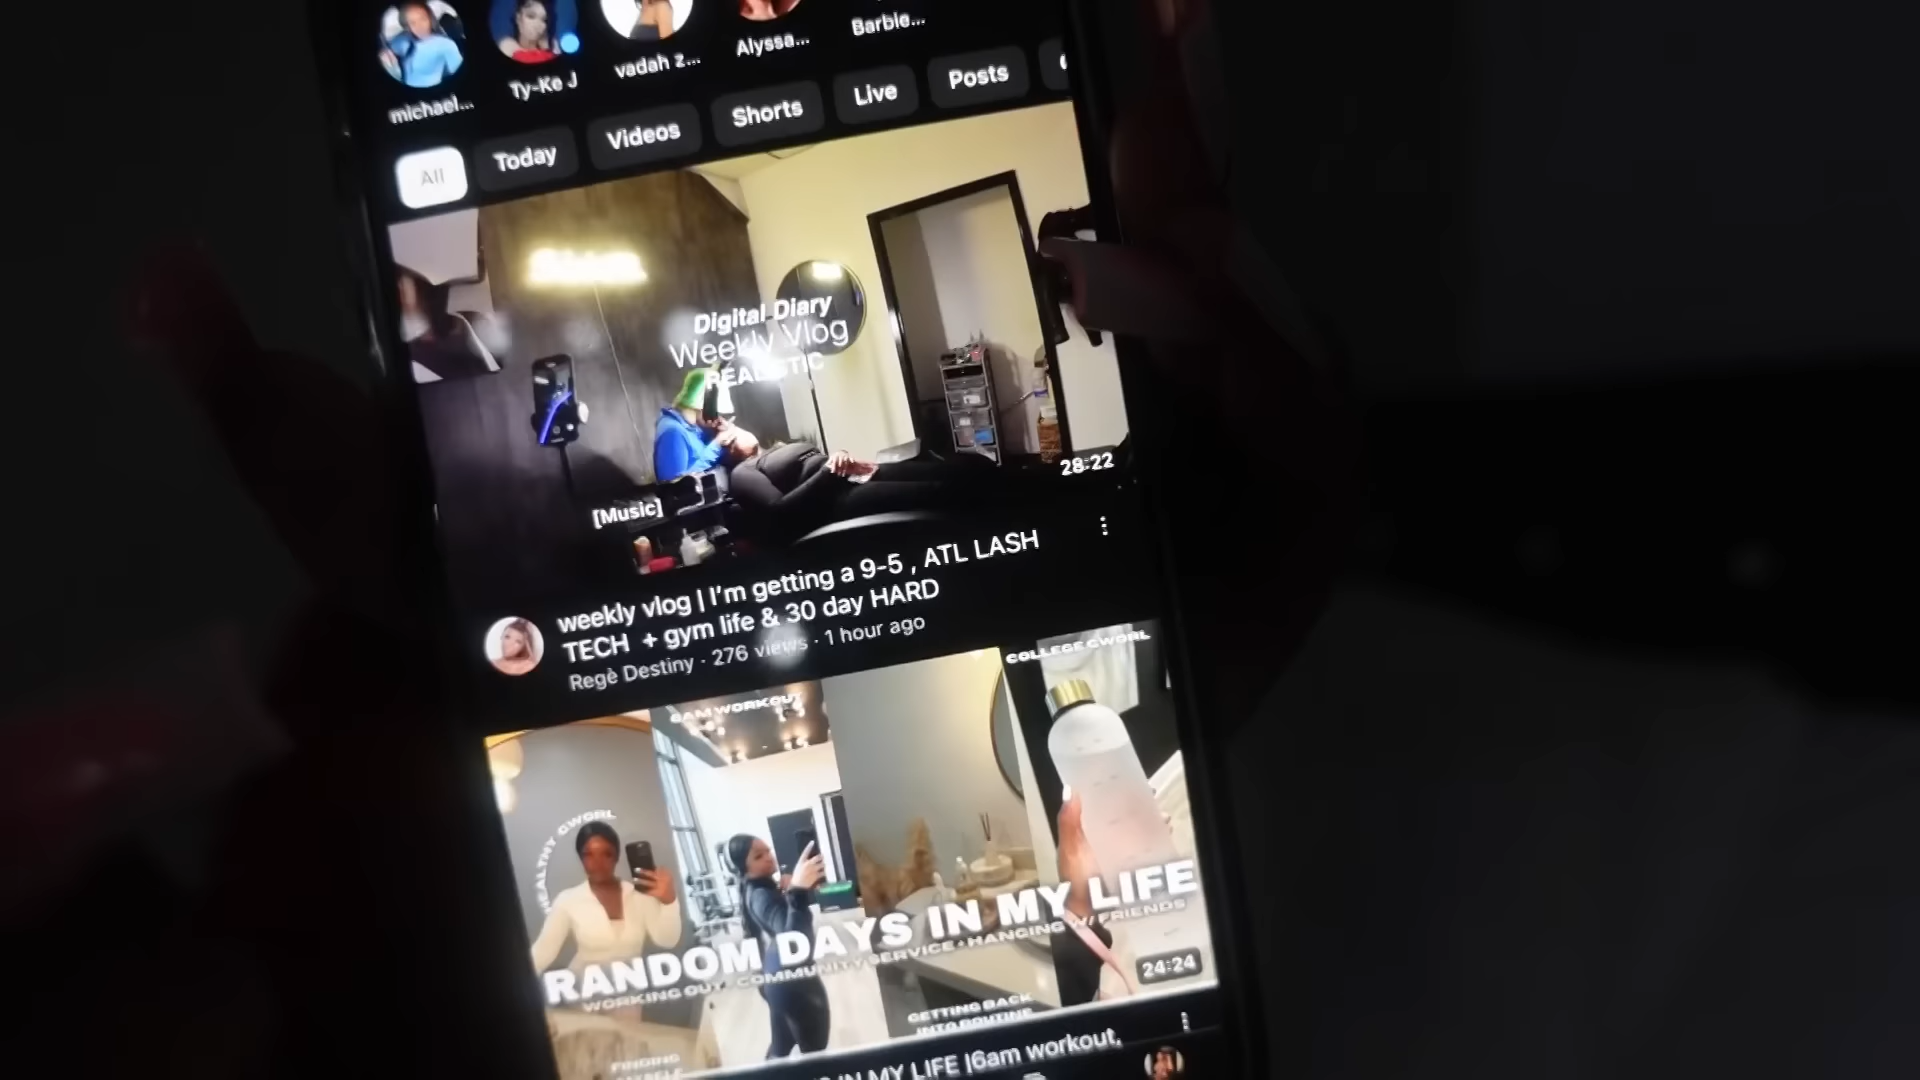 michael...
Ty-Ke J
vadah z...
Alyssa...
Barbie...
All
Today
Videos
Shorts
Live
Posts
Digital Diary
Weekly Vlog
REALISTIC
[Music]
28:22
weekly vlog | I'm getting a 9-5 , ATL LASH
TECH + gym life & 30 day HARD
Regè Destiny · 276 views · 1 hour ago
6AM WORKOUT
COLLEGE GWORL
HEALTHY GWORL
RANDOM DAYS IN MY LIFE
WORKING OUT + COMMUNITY SERVICE + HANGING W/ FRIENDS
24:24
GETTING BACK
INTO ROUTINE
FINDING
MYSELF
IN MY LIFE |6am workout,